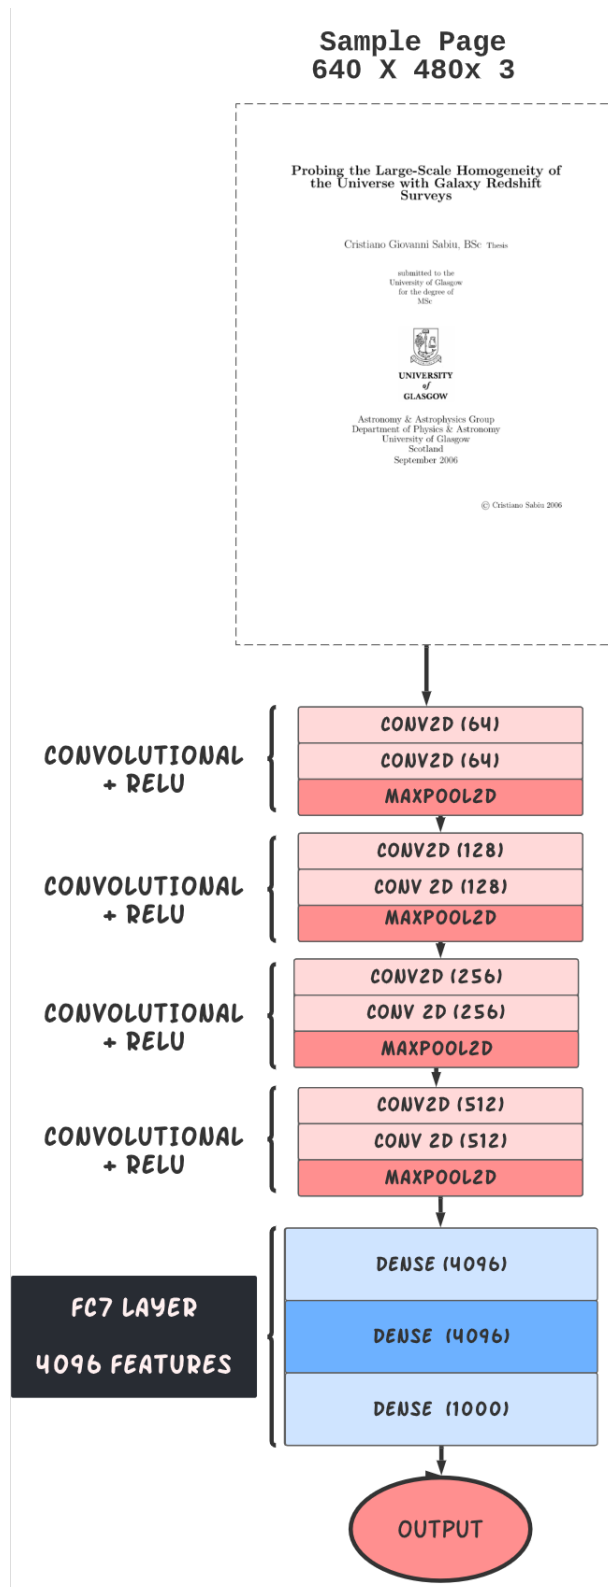 Sample Page
640 X 480x 3
Probing the Large-Scale Homogeneity of
the Universe with Galaxy Redshift
Surveys
Cristiano Giovanni Sabiu, BSc Thesis
submitted to the
University of Glasgow
for the degree of
MSc
UNIVERSITY
of
GLASGOW
Astronomy & Astrophysics Group
Department of Physics & Astronomy
University of Glasgow
Scotland
September 2006
© Cristiano Sabiu 2006
CONVOLUTIONAL
+ RELU
CONV2D (64)
CONV2D (64)
MAXPOOL2D
CONVOLUTIONAL
+ RELU
CONV2D (128)
CONV 2D (128)
MAXPOOL2D
CONVOLUTIONAL
+ RELU
CONV2D (256)
CONV 2D (256)
MAXPOOL2D
CONVOLUTIONAL
+ RELU
CONV2D (512)
CONV 2D (512)
MAXPOOL2D
FC7 LAYER
4096 FEATURES
DENSE (4096)
DENSE (4096)
DENSE (1000)
OUTPUT